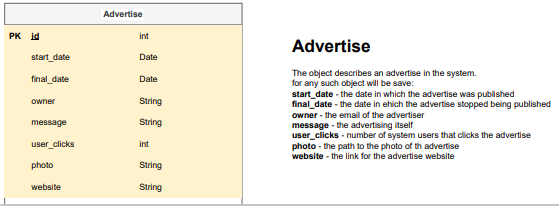 Advertise
PK id int
start_date Date
final_date Date
owner String
message String
user_clicks int
photo String
website String
Advertise
The object describes an advertise in the system.
for any such object will be save:
start_date - the date in which the advertise was published
final_date - the date in ehich the advertise stopped being published
owner - the email of the advertiser
message - the advertising itself
user_clicks - number of system users that clicks the advertise
photo - the path to the photo of th advertise
website - the link for the advertise website